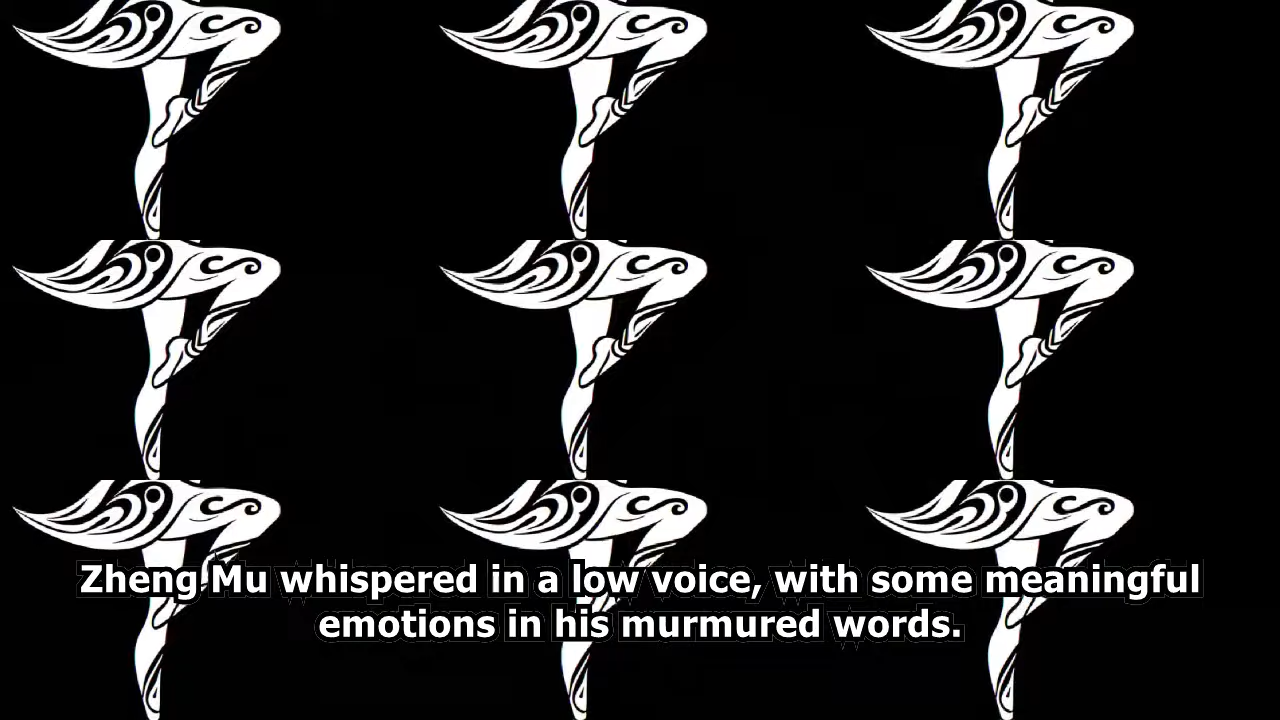 Zheng Mu whispered in a low voice, with some meaningful
emotions in his murmured words.